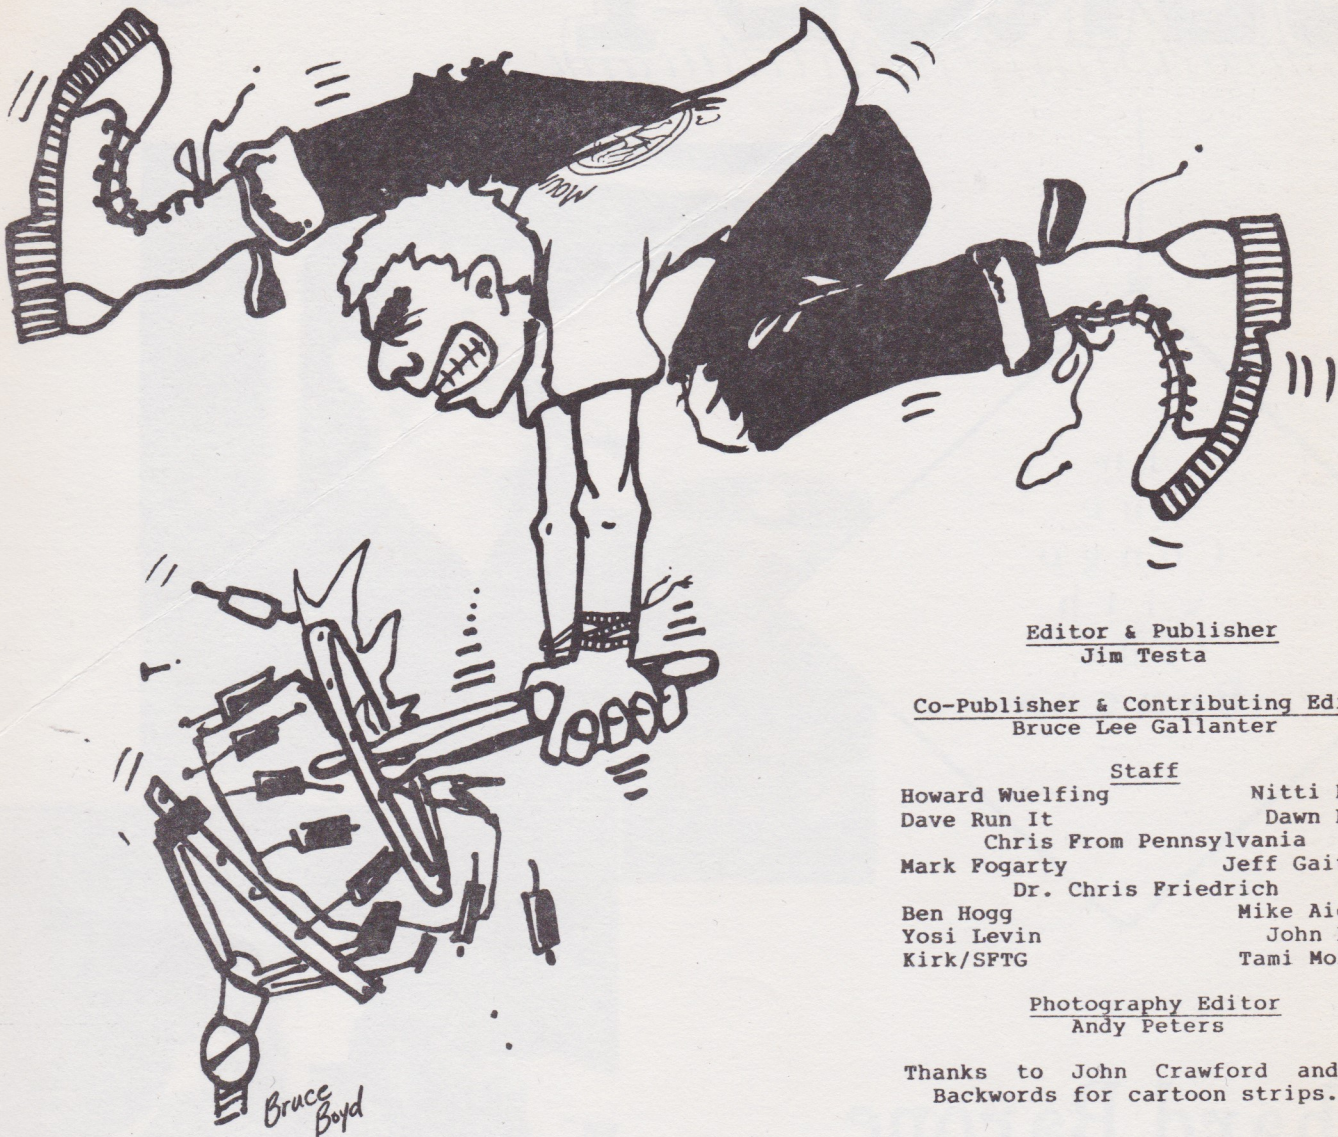 Editor & Publisher
Jim Testa
Co-Publisher & Contributing
Bruce Lee Gallanter
Staff
Howard Wuelfing Nitti
Dave Run It Dawn
Chris From Pennsylvania
Mark Fogarty Jeff
Dr. Chris Friedrich
Ben Hogg Mike
Yosi Levin John
Kirk/SFTG Tami
Photography Editor
Andy Peters
Thanks to John Crawford and
Backwords for cartoon strips.
Bruce
Boyd